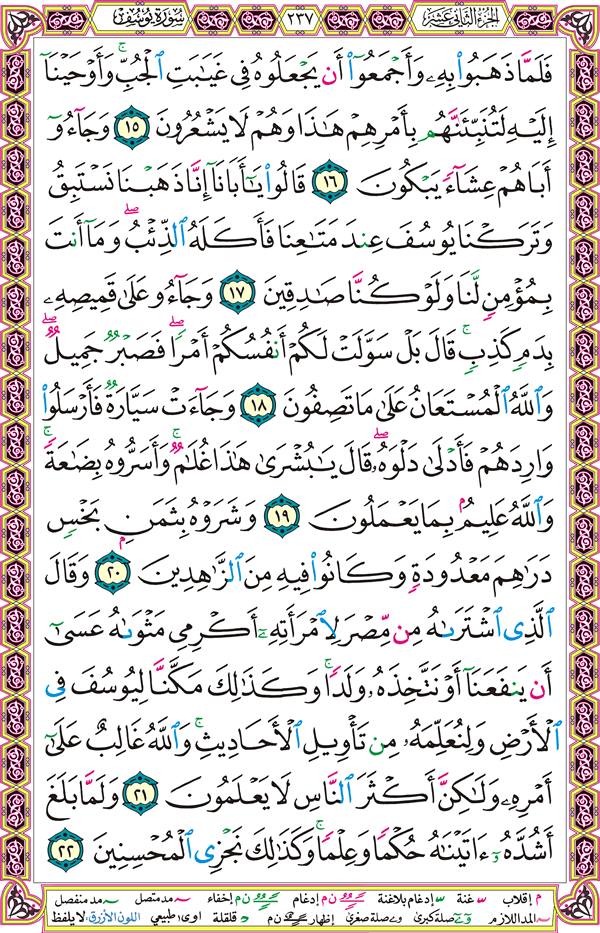 الجزء الثاني عشر ٢٣٧ سورة يوسف
فَلَمَّا ذَهَبُوا۟ بِهِۦ وَأَجْمَعُوٓا۟ أَن يَجْعَلُوهُ فِى غَيَـٰبَتِ ٱلْجُبِّ ۚ وَأَوْحَيْنَآ
إِلَيْهِ لَتُنَبِّئَنَّهُم بِأَمْرِهِمْ هَـٰذَا وَهُمْ لَا يَشْعُرُونَ ١٥ وَجَآءُوٓ
أَبَاهُمْ عِشَآءً يَبْكُونَ ١٦ قَالُوا۟ يَـٰٓأَبَانَآ إِنَّا ذَهَبْنَا نَسْتَبِقُ
وَتَرَكْنَا يُوسُفَ عِندَ مَتَـٰعِنَا فَأَكَلَهُ ٱلذِّئْبُ ۖ وَمَآ أَنتَ
بِمُؤْمِنٍ لَّنَا وَلَوْ كُنَّا صَـٰدِقِينَ ١٧ وَجَآءُو عَلَىٰ قَمِيصِهِۦ
بِدَمٍ كَذِبٍ ۚ قَالَ بَلْ سَوَّلَتْ لَكُمْ أَنفُسُكُمْ أَمْرًا ۖ فَصَبْرٌ جَمِيلٌ ۖ
وَٱللَّهُ ٱلْمُسْتَعَانُ عَلَىٰ مَا تَصِفُونَ ١٨ وَجَآءَتْ سَيَّارَةٌ فَأَرْسَلُوا۟
وَارِدَهُمْ فَأَدْلَىٰ دَلْوَهُۥ ۖ قَالَ يَـٰبُشْرَىٰ هَـٰذَا غُلَـٰمٌ ۚ وَأَسَرُّوهُ بِضَـٰعَةً ۚ
وَٱللَّهُ عَلِيمٌۢ بِمَا يَعْمَلُونَ ١٩ وَشَرَوْهُ بِثَمَنٍۭ بَخْسٍ
دَرَٰهِمَ مَعْدُودَةٍ وَكَانُوا۟ فِيهِ مِنَ ٱلزَّٰهِدِينَ ٢٠ وَقَالَ
ٱلَّذِى ٱشْتَرَىٰهُ مِن مِّصْرَ لِٱمْرَأَتِهِۦٓ أَكْرِمِى مَثْوَىٰهُ عَسَىٰٓ
أَن يَنفَعَنَآ أَوْ نَتَّخِذَهُۥ وَلَدًا ۚ وَكَذَٰلِكَ مَكَّنَّا لِيُوسُفَ فِى
ٱلْأَرْضِ وَلِنُعَلِّمَهُۥ مِن تَأْوِيلِ ٱلْأَحَادِيثِ ۚ وَٱللَّهُ غَالِبٌ عَلَىٰٓ
أَمْرِهِۦ وَلَـٰكِنَّ أَكْثَرَ ٱلنَّاسِ لَا يَعْلَمُونَ ٢١ وَلَمَّا بَلَغَ
أَشُدَّهُۥٓ ءَاتَيْنَـٰهُ حُكْمًا وَعِلْمًا ۚ وَكَذَٰلِكَ نَجْزِى ٱلْمُحْسِنِينَ ٢٢
م إقلاب غنة إدغام بلاغنة ن م إدغام إخفاء مد متصل مد منفصل
المد اللازم صلة كبرى صلة صغرى إظهار ن م قلقلة اوى: طبيعي اللون الأزرق: لا يلفظ